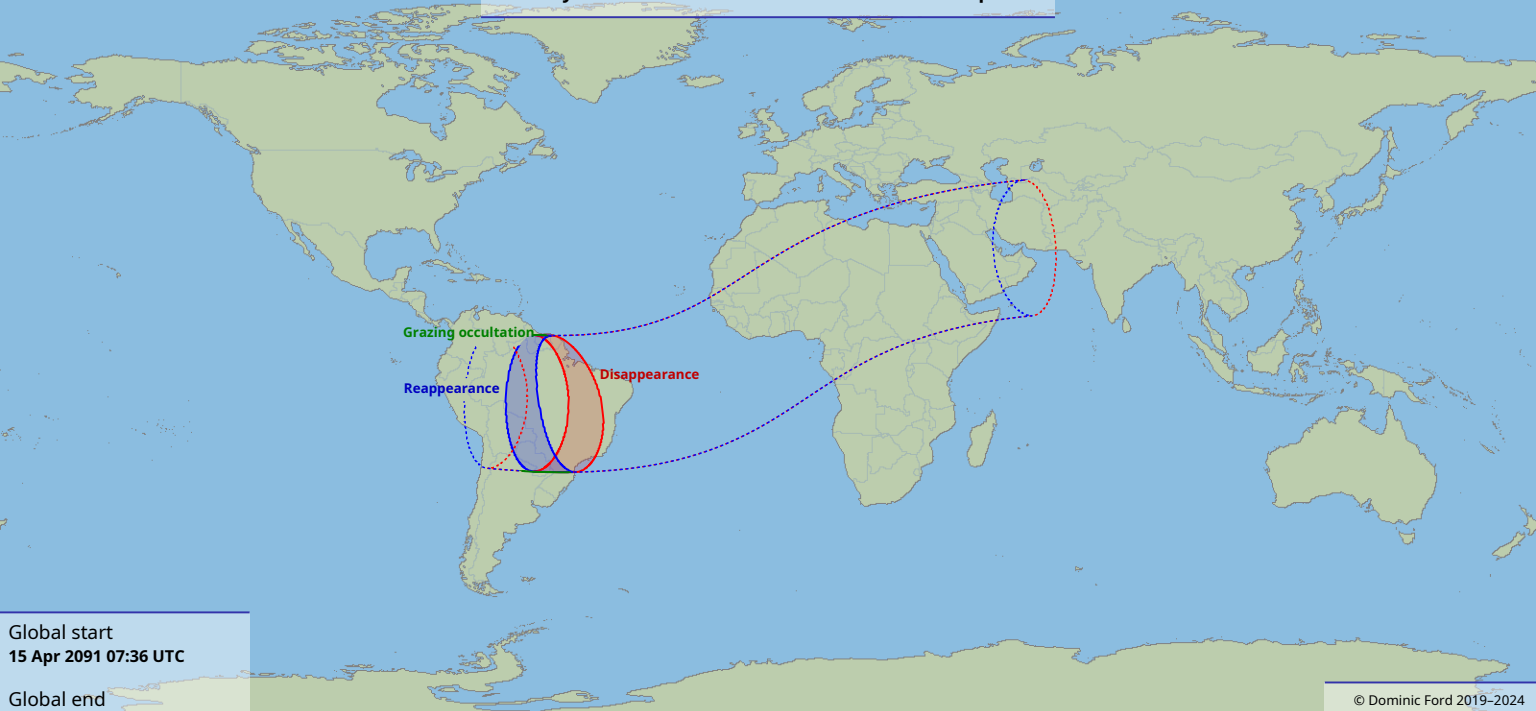 Grazing occultation
Disappearance
Reappearance
Global start
15 Apr 2091 07:36 UTC
Global end
© Dominic Ford 2019–2024